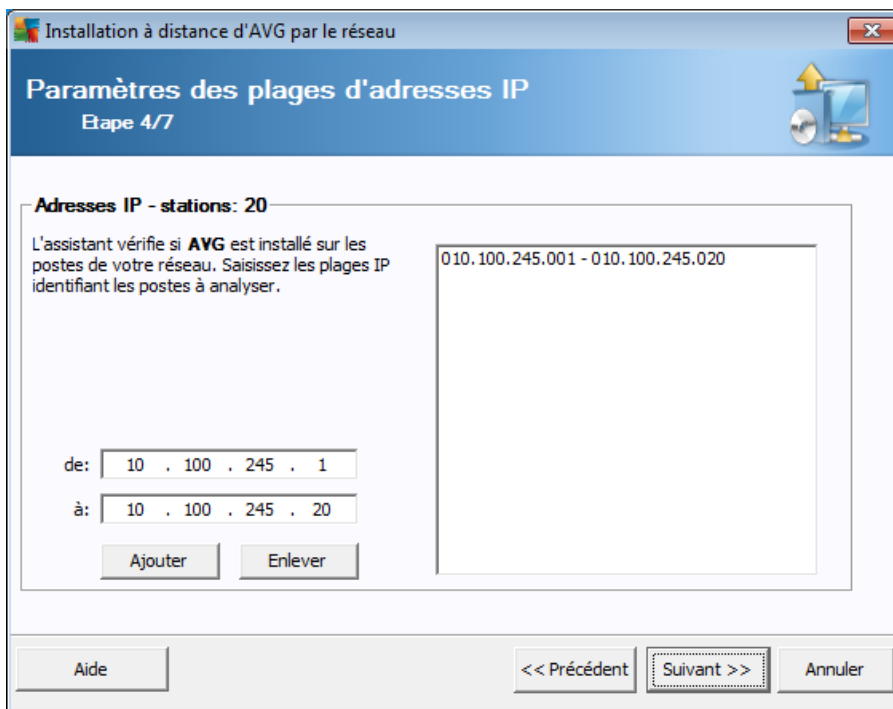 Installation à distance d'AVG par le réseau
Paramètres des plages d'adresses IP
Etape 4/7
Adresses IP - stations: 20
L'assistant vérifie si AVG est installé sur les
postes de votre réseau. Saisissez les plages IP
identifiant les postes à analyser.
010.100.245.001 - 010.100.245.020
de: 10 . 100 . 245 . 1
à: 10 . 100 . 245 . 20
Ajouter Enlever
Aide << Précédent Suivant >> Annuler